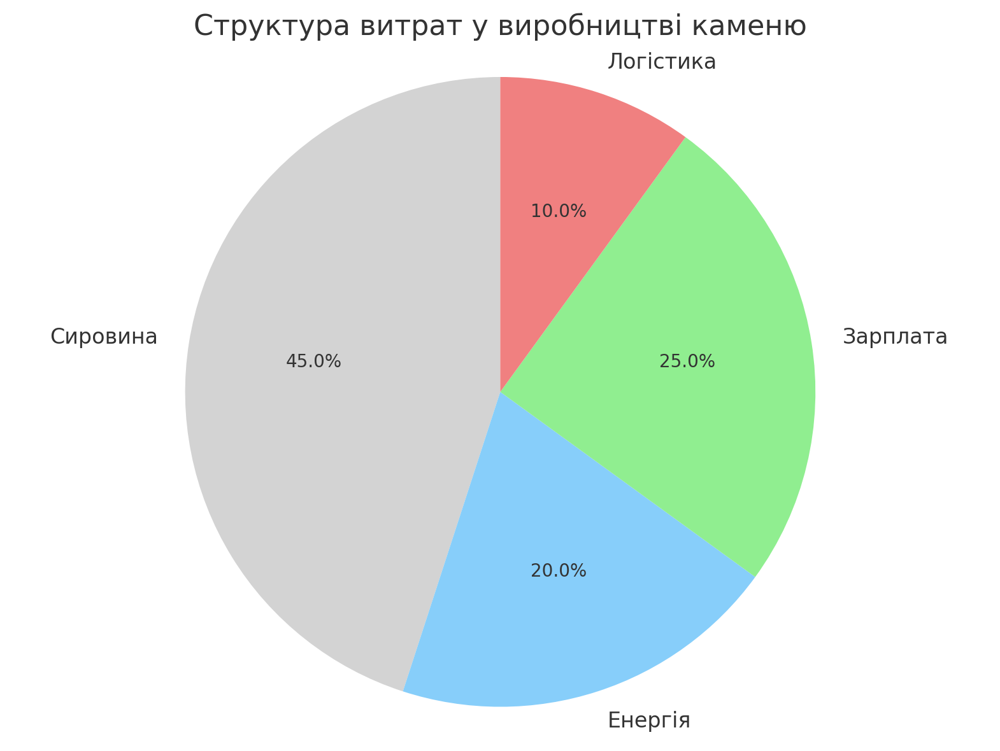 Структура витрат у виробництві каменю
Логістика
10.0%
Сировина
45.0%
25.0%
Зарплата
20.0%
Енергія